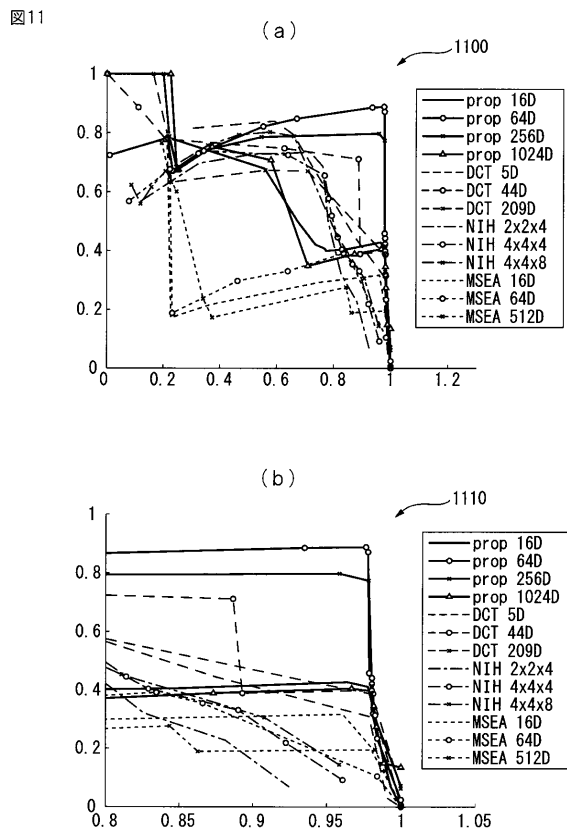 図11
(a)
1100
1
0.8
0.6
0.4
0.2
0
0 0.2 0.4 0.6 0.8 1 1.2
prop 16D
prop 64D
prop 256D
prop 1024D
DCT 5D
DCT 44D
DCT 209D
NIH 2x2x4
NIH 4x4x4
NIH 4x4x8
MSEA 16D
MSEA 64D
MSEA 512D
(b)
1110
1
0.8
0.6
0.4
0.2
0
0.8 0.85 0.9 0.95 1 1.05
prop 16D
prop 64D
prop 256D
prop 1024D
DCT 5D
DCT 44D
DCT 209D
NIH 2x2x4
NIH 4x4x4
NIH 4x4x8
MSEA 16D
MSEA 64D
MSEA 512D